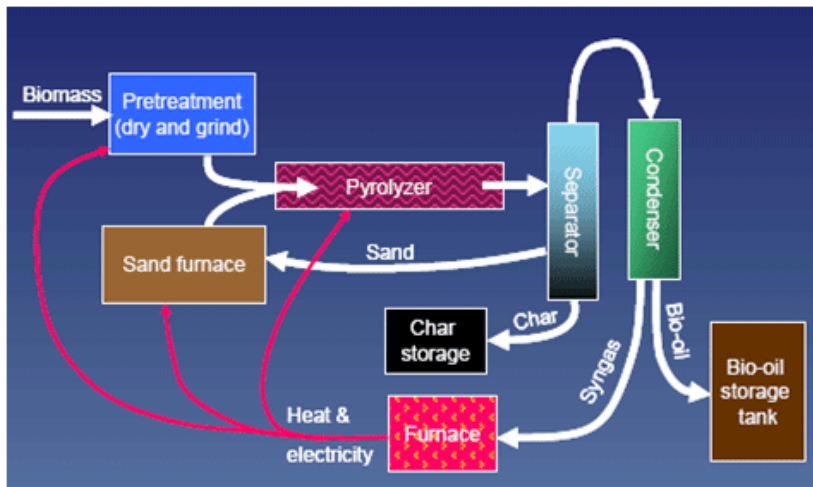 Biomass
Pretreatment
(dry and grind)
Pyrolyzer
Separator
Condenser
Sand furnace
Sand
Char
storage
Char
Syngas
Bio-oil
Bio-oil
storage
tank
Heat &
electricity
Furnace